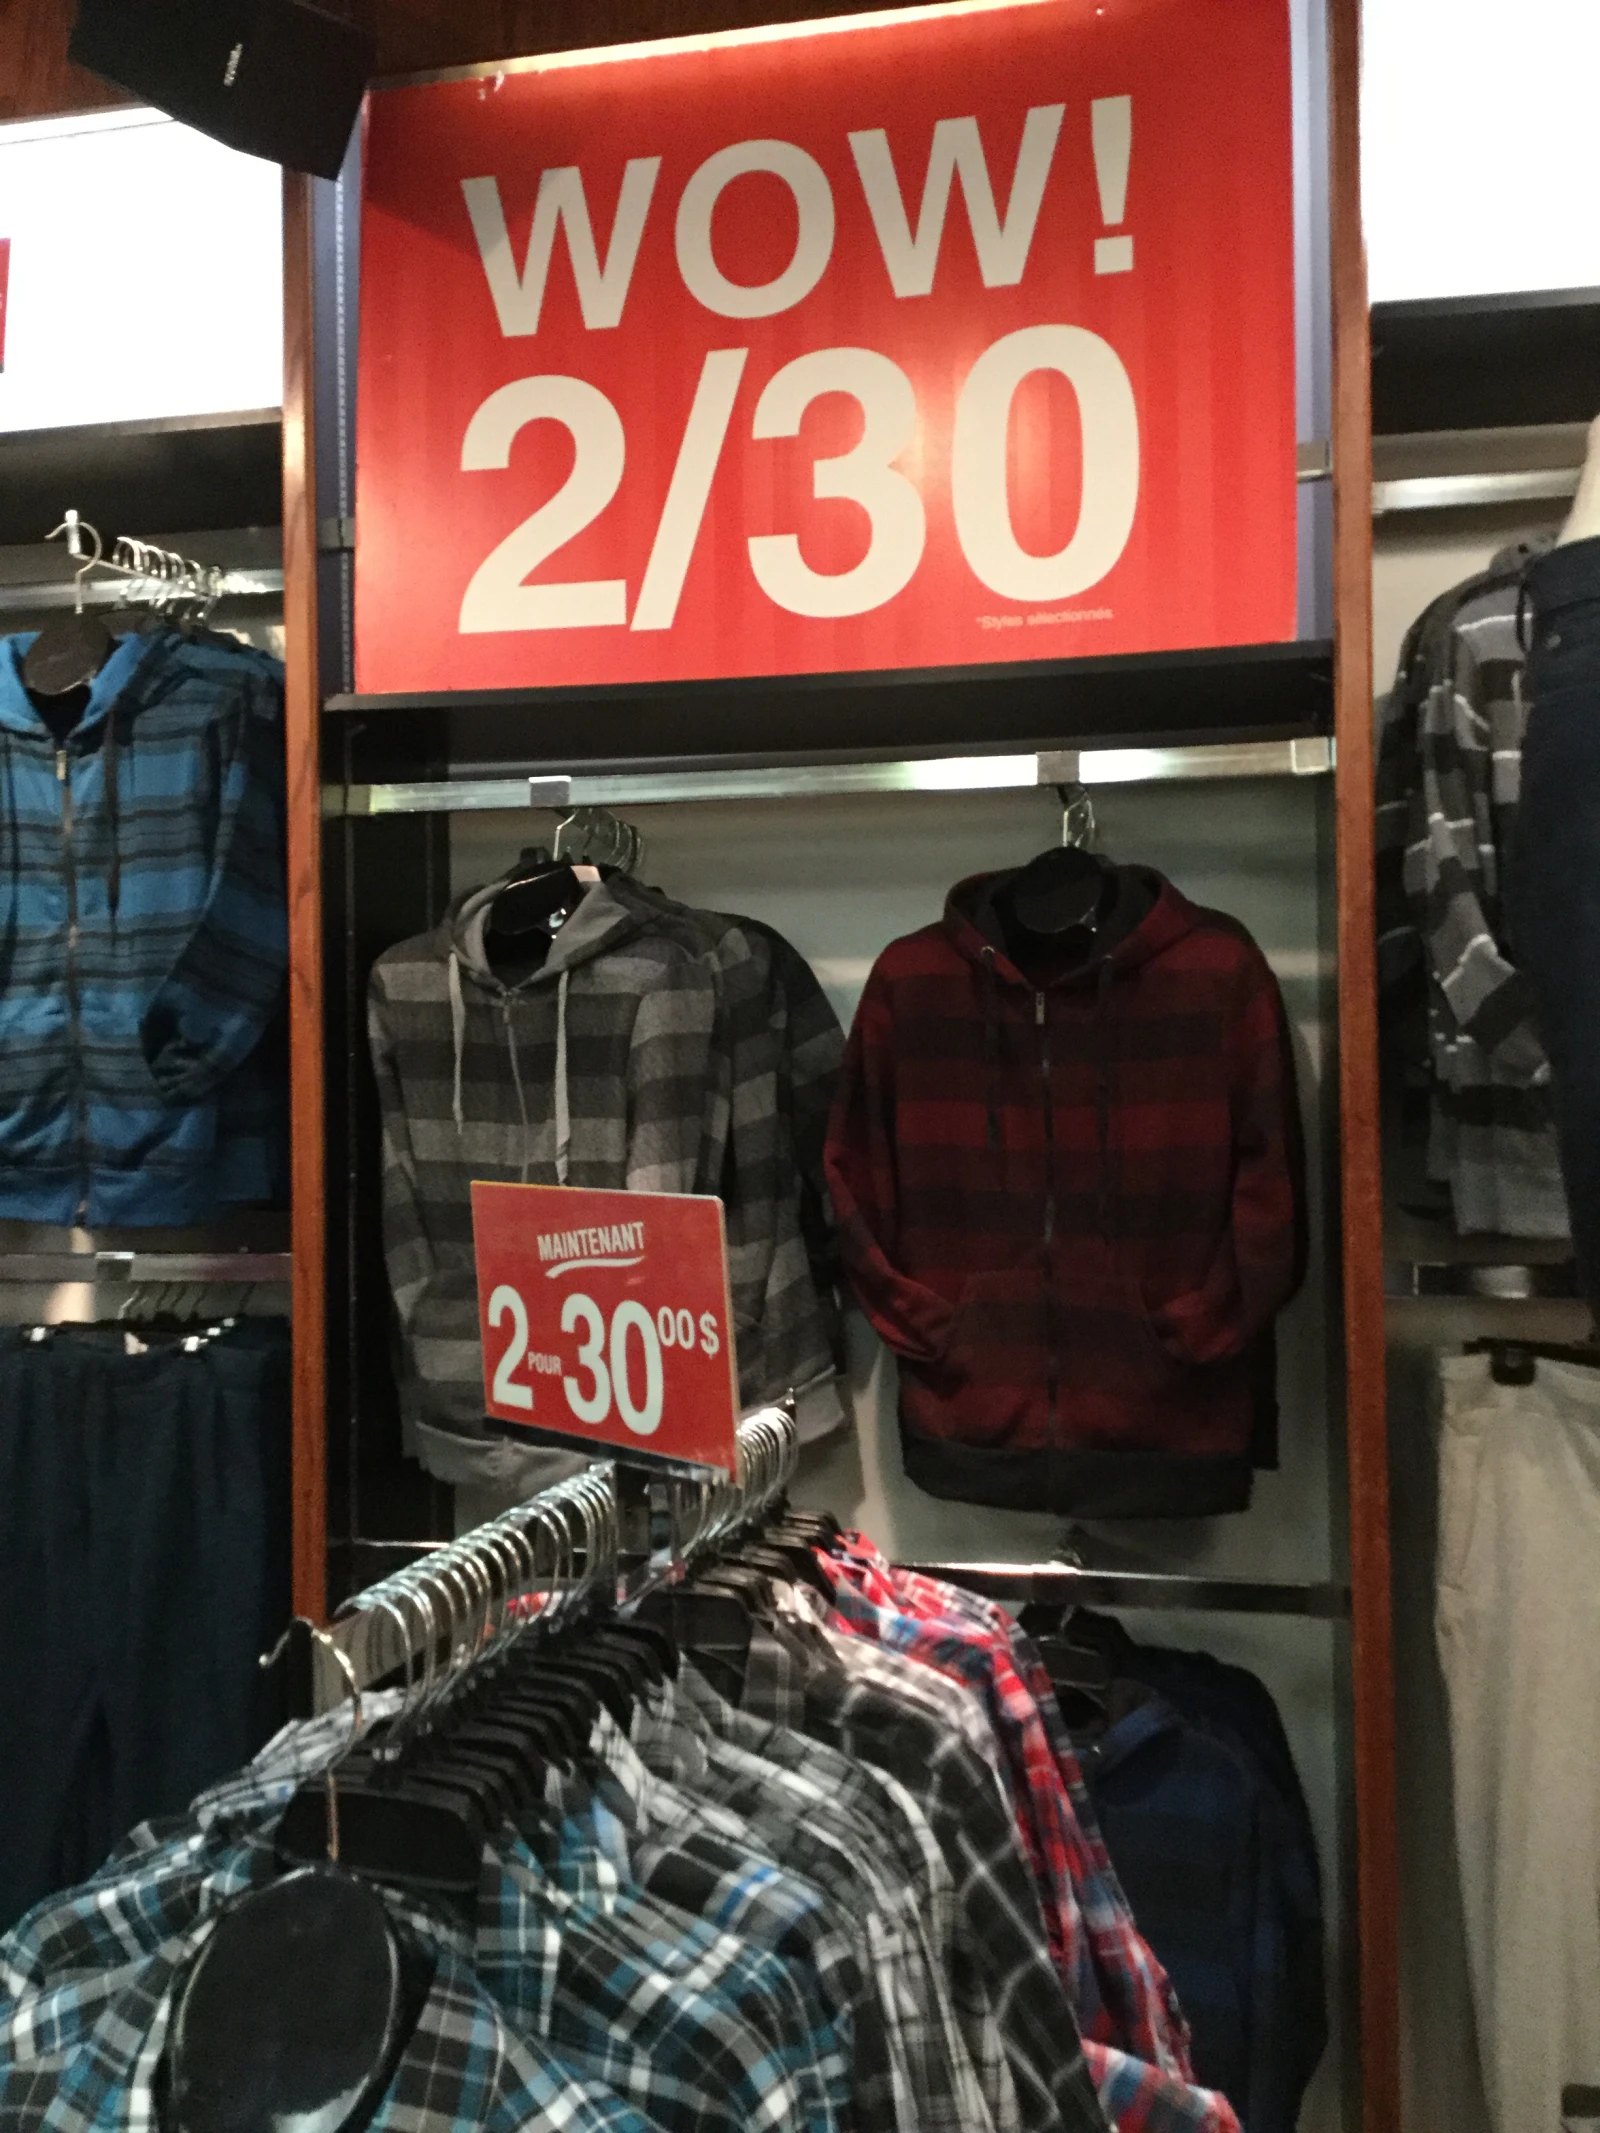 WOW!
2/30
*Styles sélectionnés
MAINTENANT
2 POUR 30 00 $